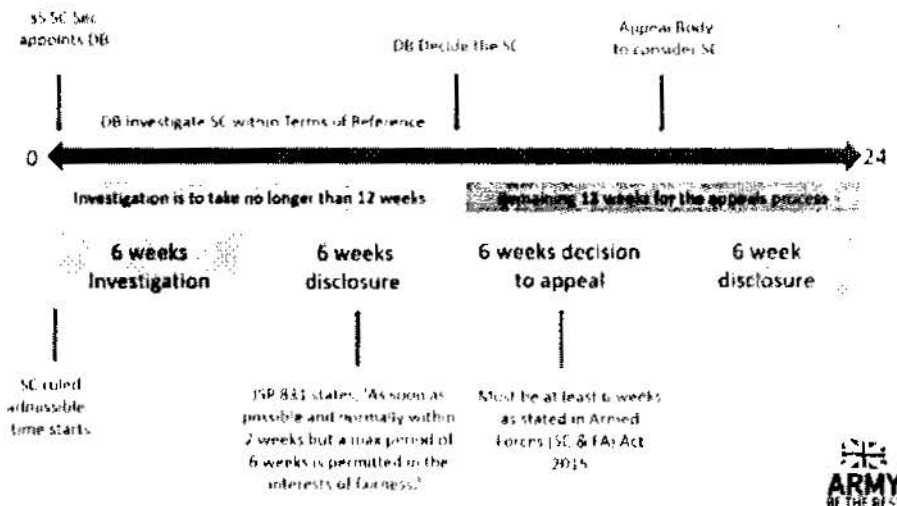 SC Sec
appoints DB
DB Decide the SC
Appeal Body
to consider SC
DB Investigate SC within Terms of Reference
0
24
Investigation is to take no longer than 12 weeks
Remaining 12 weeks for the appeals process
6 weeks
Investigation
6 weeks
disclosure
6 weeks decision
to appeal
6 week
disclosure
SC ruled
admissible
time starts
JSP 831 states, 'As soon as
possible and normally within
2 weeks but a max period of
6 weeks is permitted in the
interests of fairness.'
Must be at least 6 weeks
as stated in Armed
Forces (SC & FA) Act
2015
ARMY
BE THE BEST